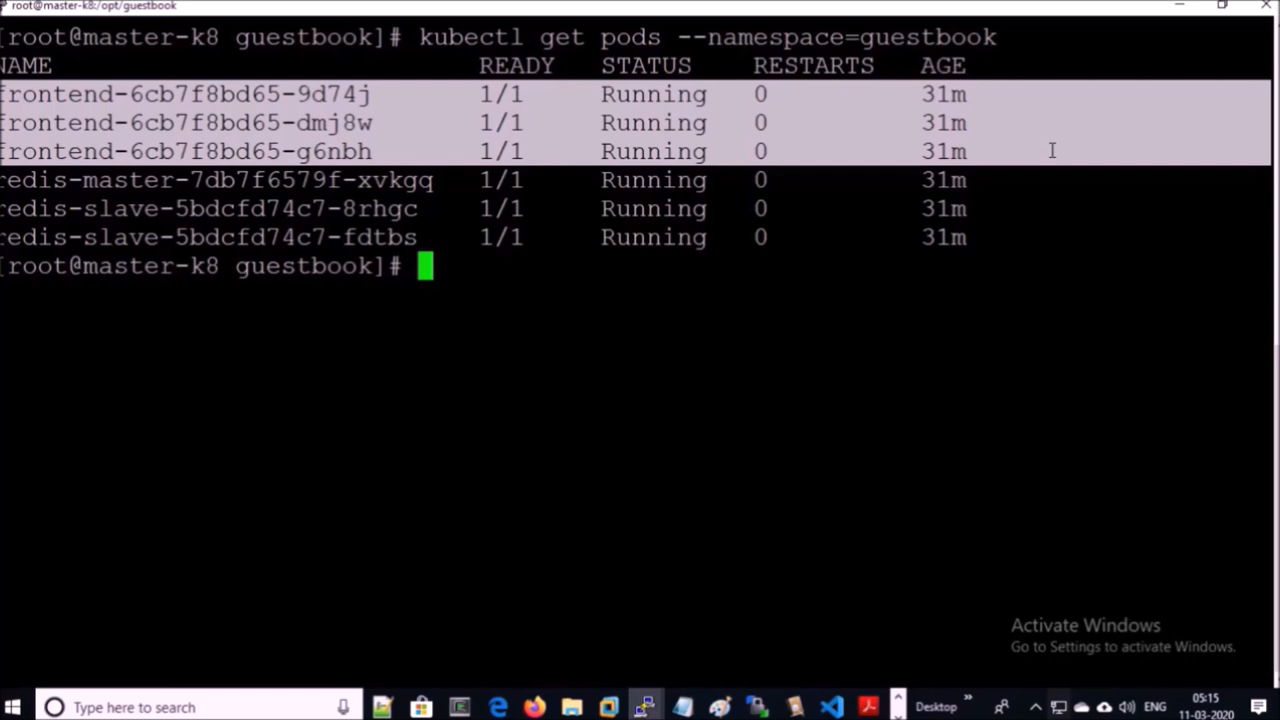 root@master-k8:/opt/guestbook
[root@master-k8 guestbook]# kubectl get pods --namespace=guestbook
NAME READY STATUS RESTARTS AGE
frontend-6cb7f8bd65-9d74j 1/1 Running 0 31m
frontend-6cb7f8bd65-dmj8w 1/1 Running 0 31m
frontend-6cb7f8bd65-g6nbh 1/1 Running 0 31m
redis-master-7db7f6579f-xvkgq 1/1 Running 0 31m
redis-slave-5bdcfd74c7-8rhgc 1/1 Running 0 31m
redis-slave-5bdcfd74c7-fdtbs 1/1 Running 0 31m
[root@master-k8 guestbook]#
Activate Windows
Go to Settings to activate Windows.
Type here to search Desktop » ENG 05:15
11-03-2020